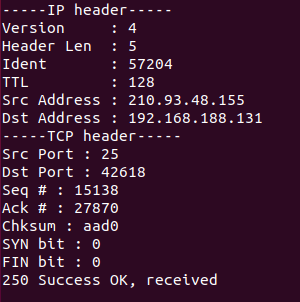 -----IP header-----
Version     : 4
Header Len  : 5
Ident       : 57204
TTL         : 128
Src Address : 210.93.48.155
Dst Address : 192.168.188.131
-----TCP header-----
Src Port : 25
Dst Port : 42618
Seq # : 15138
Ack # : 27870
Chksum : aad0
SYN bit : 0
FIN bit : 0
250 Success OK, received